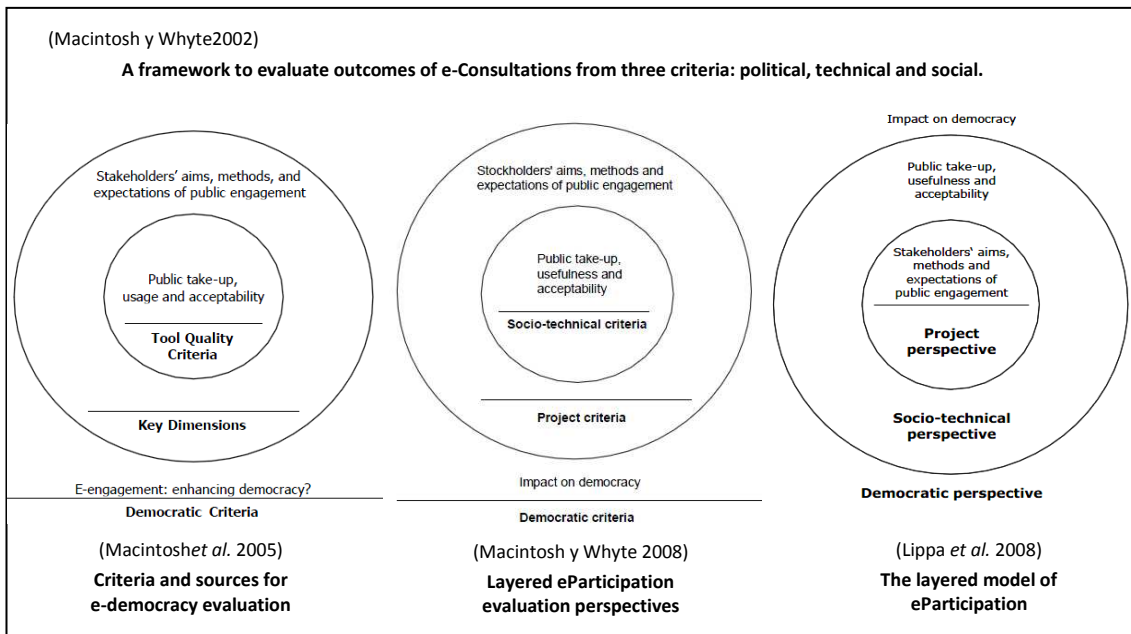 (Macintosh y Whyte2002)
A framework to evaluate outcomes of e-Consultations from three criteria: political, technical and social.
Stakeholders' aims, methods, and
expectations of public engagement
Public take-up,
usage and acceptability
Tool Quality
Criteria
Key Dimensions
E-engagement: enhancing democracy?
Democratic Criteria
(Macintoshet al. 2005)
Criteria and sources for
e-democracy evaluation
Stockholders' aims, methods and
expectations of public engagement
Public take-up,
usefulness and
acceptability
Socio-technical criteria
Project criteria
Impact on democracy
Democratic criteria
(Macintosh y Whyte 2008)
Layered eParticipation
evaluation perspectives
Impact on democracy
Public take-up,
usefulness and
acceptability
Stakeholders' aims,
methods and
expectations of
public engagement
Project
perspective
Socio-technical
perspective
Democratic perspective
(Lippa et al. 2008)
The layered model of
eParticipation